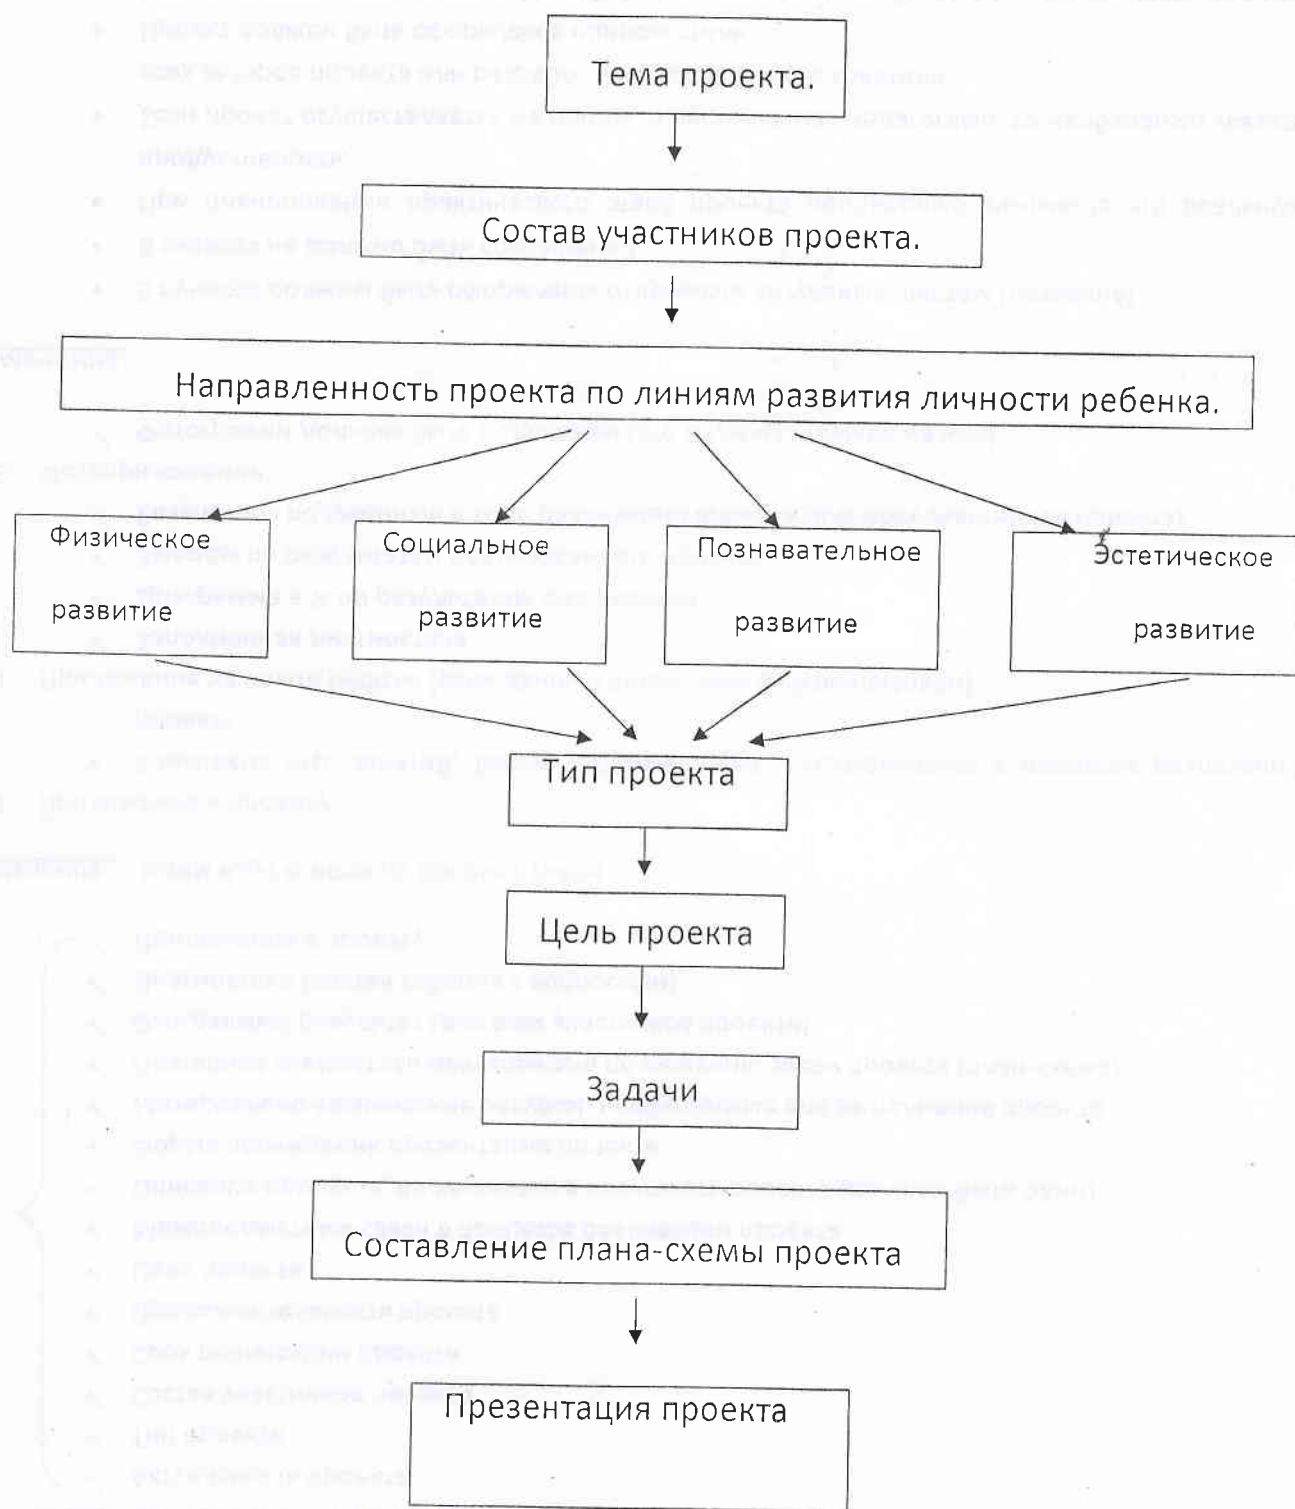 Тема проекта.
Состав участников проекта.
Направленность проекта по линиям развития личности ребенка.
Физическое
развитие
Социальное
развитие
Познавательное
развитие
Эстетическое
развитие
Тип проекта
Цель проекта
Задачи
Составление плана-схемы проекта
Презентация проекта